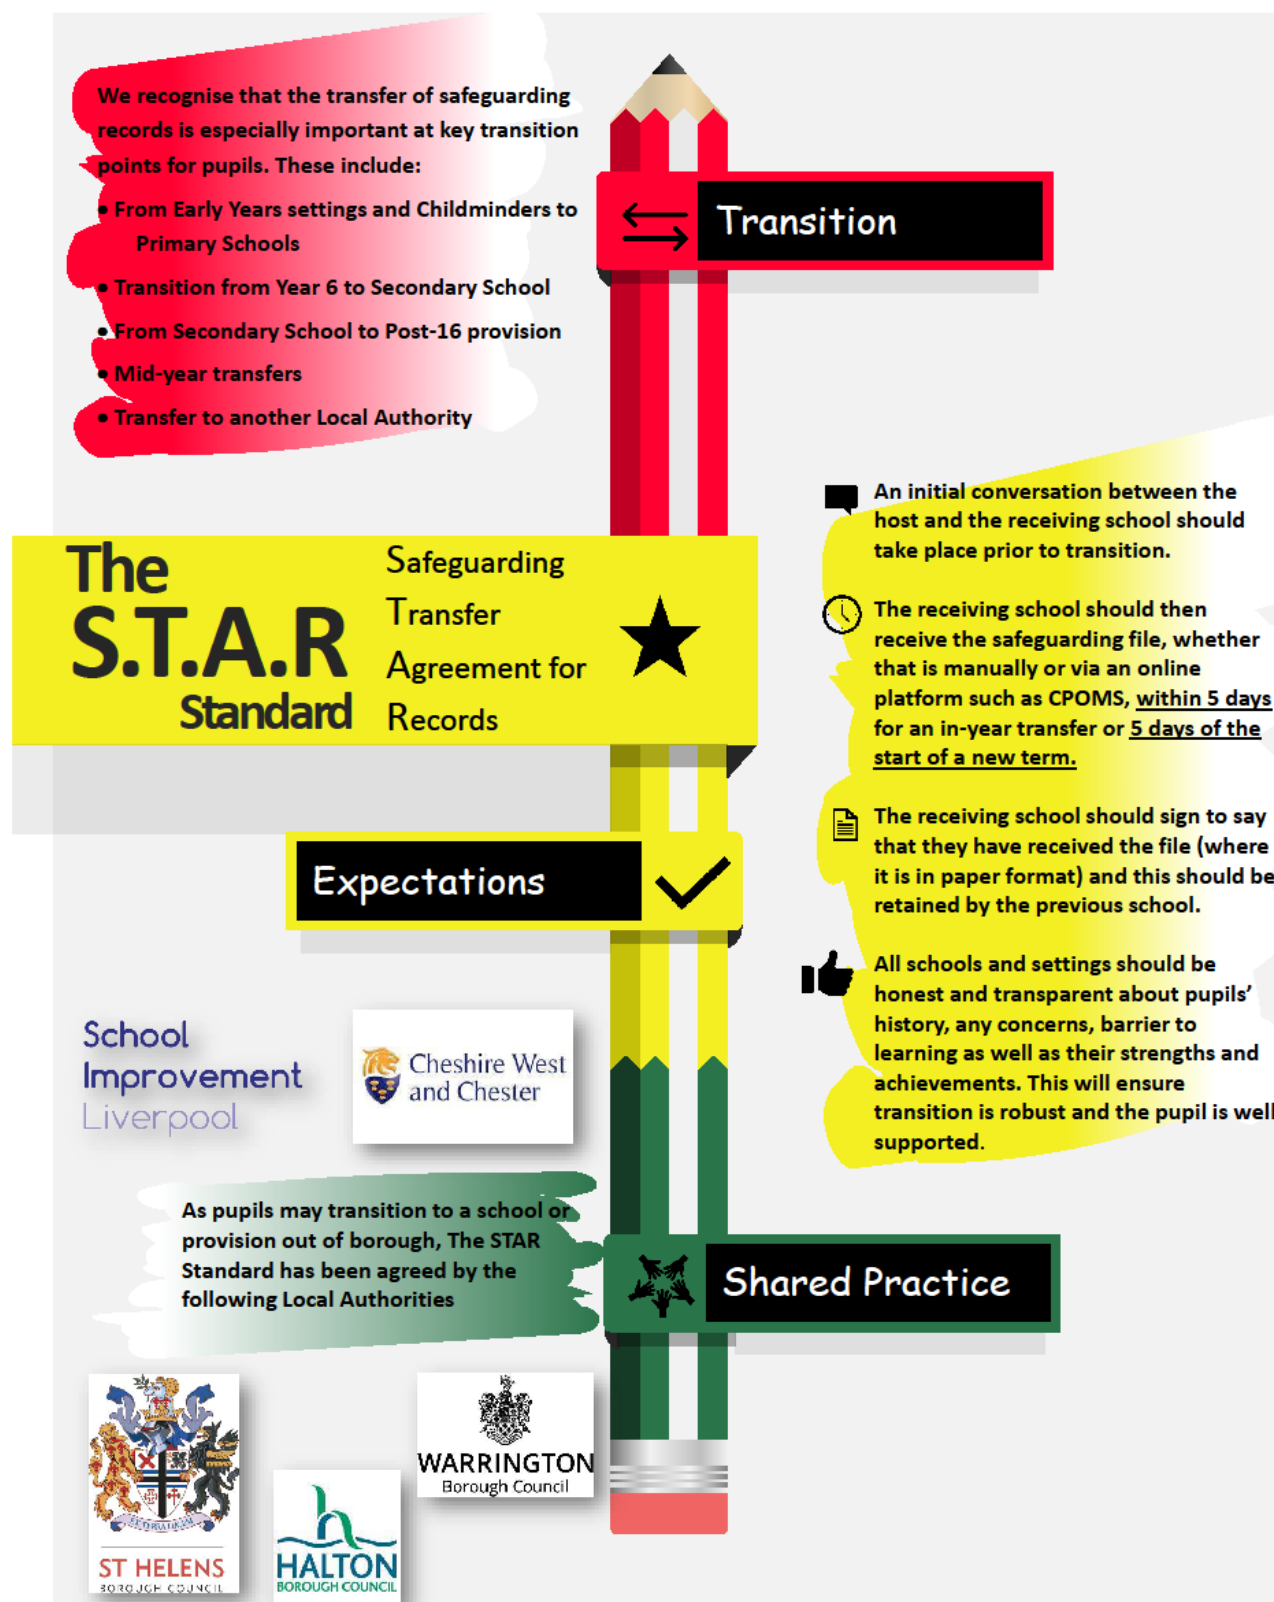 We recognise that the transfer of safeguarding
records is especially important at key transition
points for pupils. These include:
• From Early Years settings and Childminders to
Primary Schools
• Transition from Year 6 to Secondary School
• From Secondary School to Post-16 provision
• Mid-year transfers
• Transfer to another Local Authority
Transition
The
S.T.A.R
Standard
Safeguarding
Transfer
Agreement for
Records
An initial conversation between the
host and the receiving school should
take place prior to transition.
The receiving school should then
receive the safeguarding file, whether
that is manually or via an online
platform such as CPOMS, within 5 days
for an in-year transfer or 5 days of the
start of a new term.
The receiving school should sign to say
that they have received the file (where
it is in paper format) and this should be
retained by the previous school.
All schools and settings should be
honest and transparent about pupils’
history, any concerns, barrier to
learning as well as their strengths and
achievements. This will ensure
transition is robust and the pupil is well
supported.
Expectations
School
Improvement
Liverpool
Cheshire West
and Chester
As pupils may transition to a school or
provision out of borough, The STAR
Standard has been agreed by the
following Local Authorities
Shared Practice
ST HELENS
BOROUGH COUNCIL
HALTON
BOROUGH COUNCIL
WARRINGTON
Borough Council